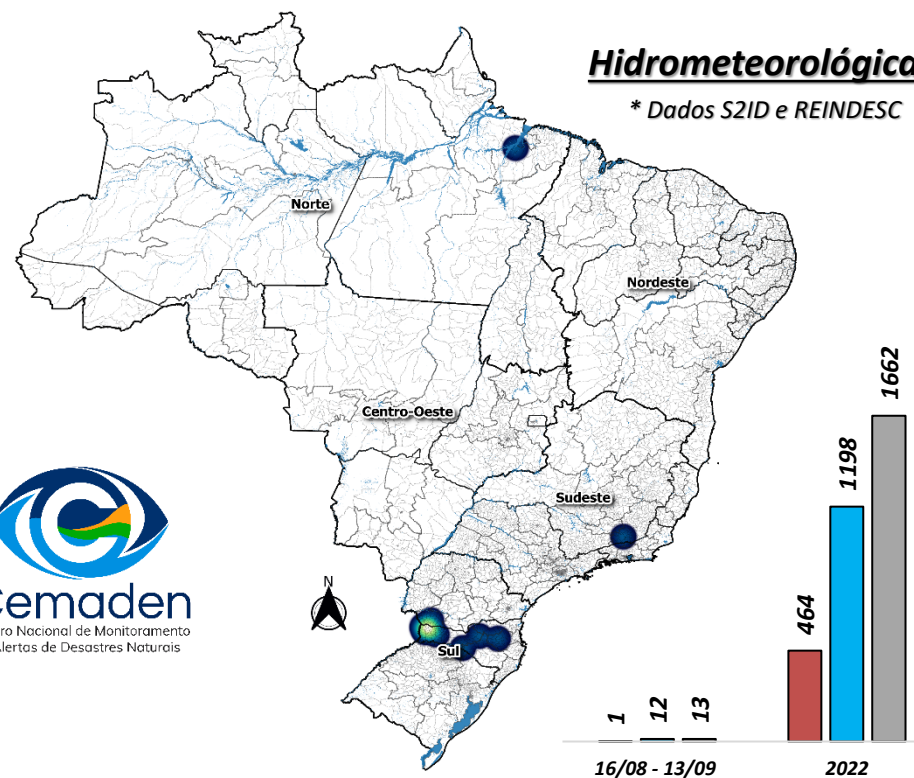 Hidrometeorológica
* Dados S2ID e REINDESC
Norte
Nordeste
Centro-Oeste
Sudeste
Sul
N
Cemaden
ro Nacional de Monitoramento
Alertas de Desastres Naturais
1
12
13
464
1198
1662
16/08 - 13/09
2022